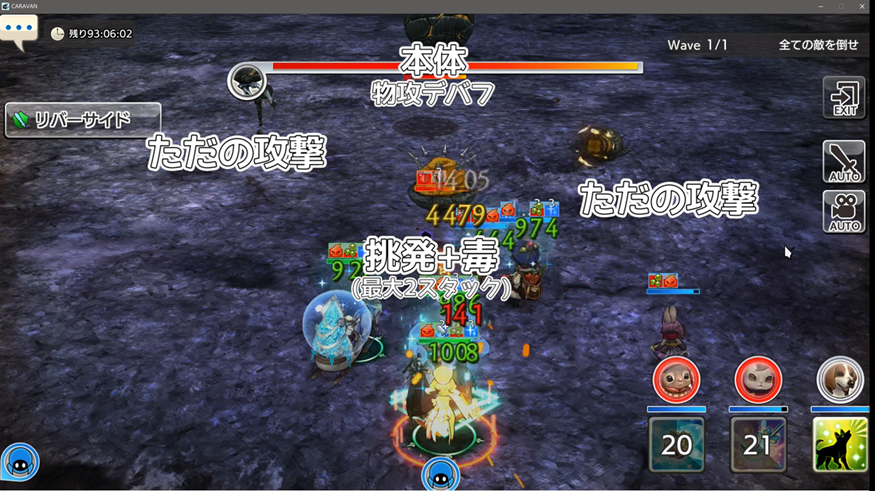 CARAVAN
残り93:06:02
本体
物攻デバフ
Wave 1/1
全ての敵を倒せ
EXIT
リバーサイド
ただの攻撃
AUTO
ただの攻撃
AUTO
1405
4479
974
挑発+毒
(最大2スタック)
141
1008
20
21